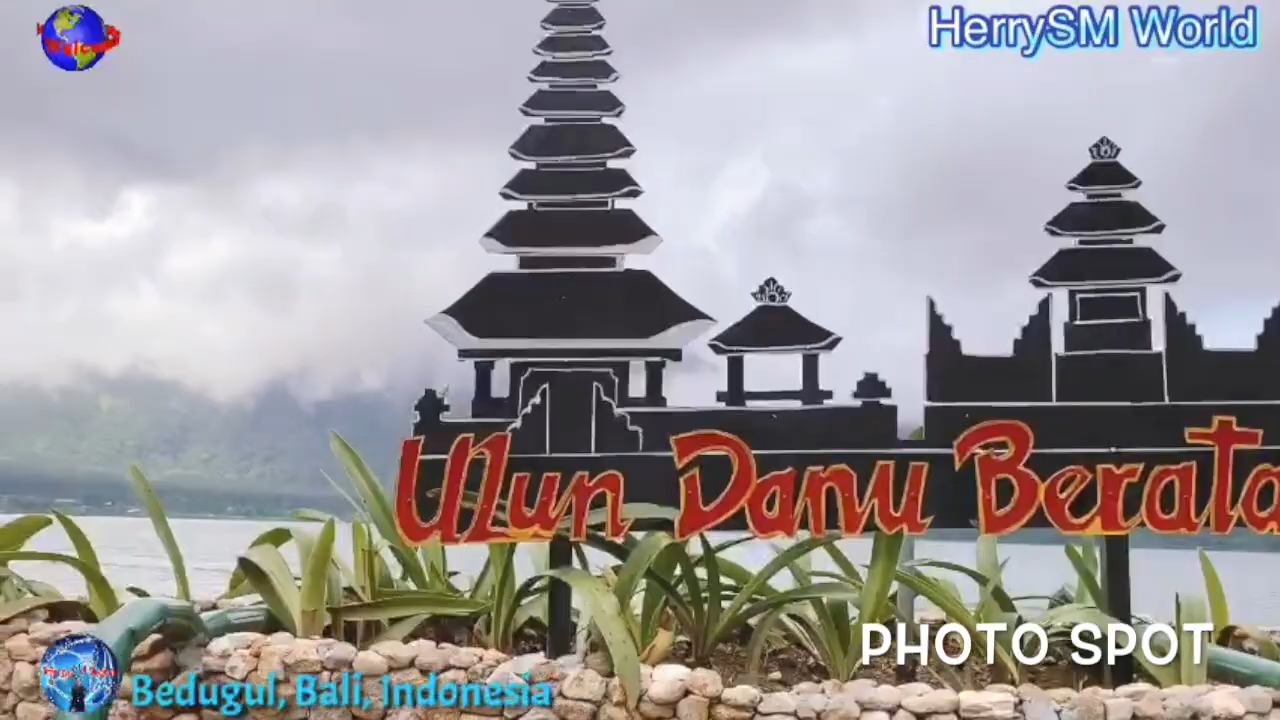 HerrySM World
Ulun Danu Berata
PHOTO SPOT
Bedugul, Bali, Indonesia